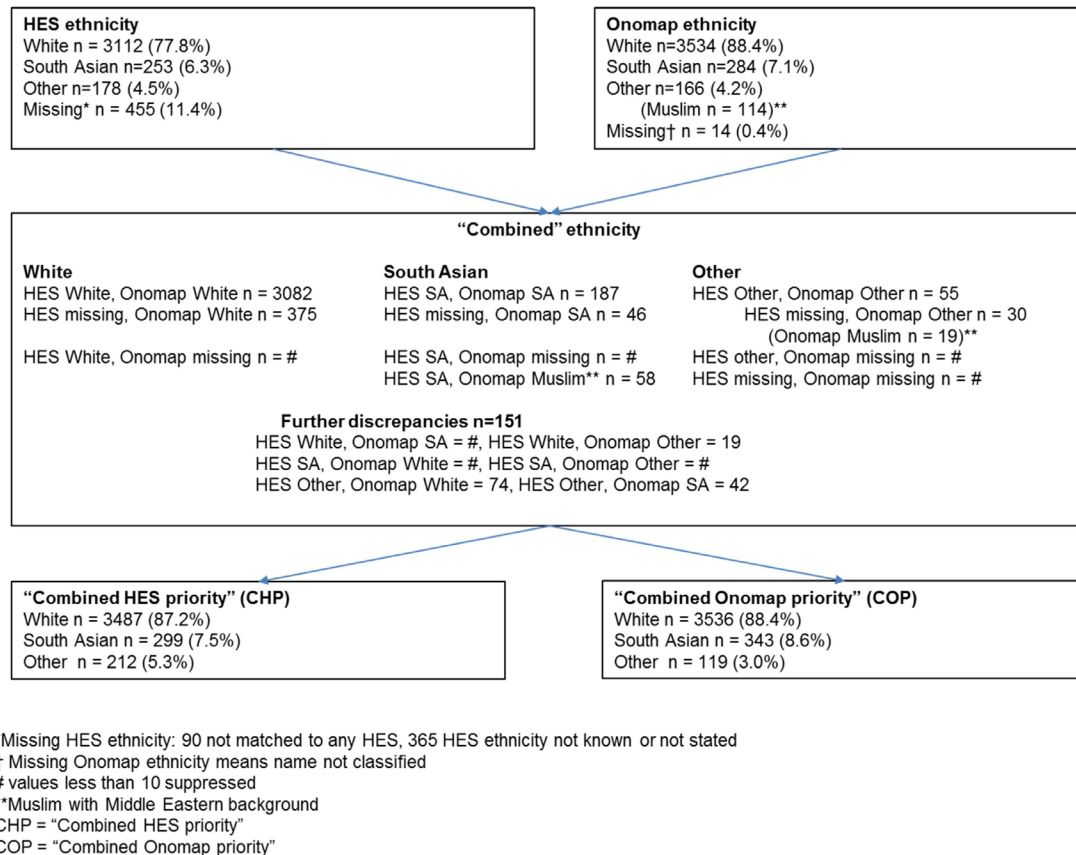 HES ethnicity
White n = 3112 (77.8%)
South Asian n=253 (6.3%)
Other n=178 (4.5%)
Missing* n = 455 (11.4%)
Onomap ethnicity
White n=3534 (88.4%)
South Asian n=284 (7.1%)
Other n=166 (4.2%)
(Muslim n = 114)**
Missing† n = 14 (0.4%)
“Combined” ethnicity
White
HES White, Onomap White n = 3082
HES missing, Onomap White n = 375
HES White, Onomap missing n = #
South Asian
HES SA, Onomap SA n = 187
HES missing, Onomap SA n = 46
HES SA, Onomap missing n = #
HES SA, Onomap Muslim** n = 58
Other
HES Other, Onomap Other n = 55
HES missing, Onomap Other n = 30
(Onomap Muslim n = 19)**
HES other, Onomap missing n = #
HES missing, Onomap missing n = #
Further discrepancies n=151
HES White, Onomap SA = #, HES White, Onomap Other = 19
HES SA, Onomap White = #, HES SA, Onomap Other = #
HES Other, Onomap White = 74, HES Other, Onomap SA = 42
“Combined HES priority” (CHP)
White n = 3487 (87.2%)
South Asian n = 299 (7.5%)
Other n = 212 (5.3%)
“Combined Onomap priority” (COP)
White n = 3536 (88.4%)
South Asian n = 343 (8.6%)
Other n = 119 (3.0%)
*Missing HES ethnicity: 90 not matched to any HES, 365 HES ethnicity not known or not stated
† Missing Onomap ethnicity means name not classified
# values less than 10 suppressed
**Muslim with Middle Eastern background
CHP = “Combined HES priority”
COP = “Combined Onomap priority”